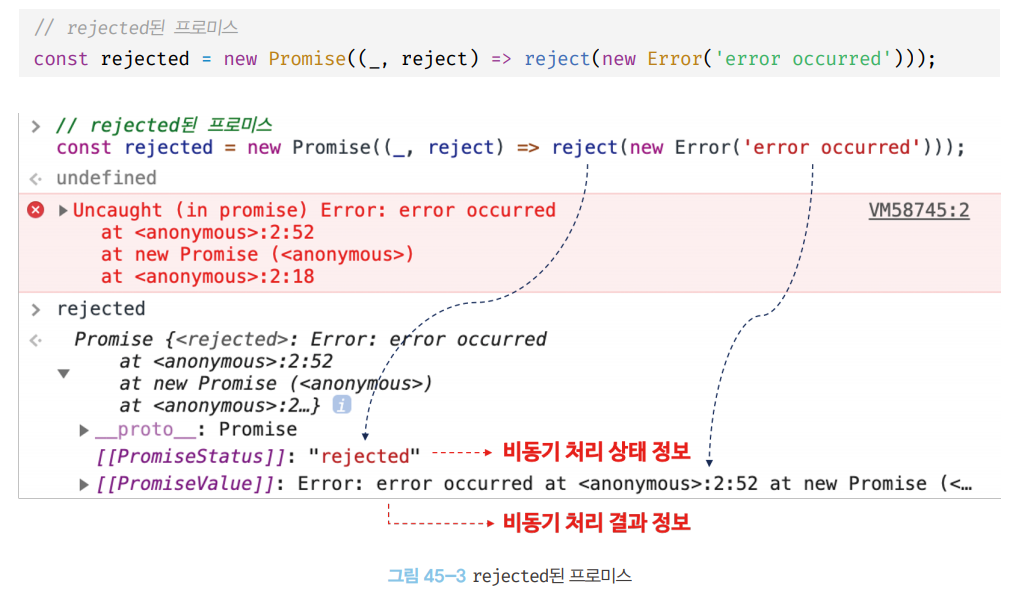 // rejected된 프로미스
const rejected = new Promise((_, reject) => reject(new Error('error occurred')));
> // rejected된 프로미스
const rejected = new Promise((_, reject) => reject(new Error('error occurred')));
<· undefined
▶Uncaught (in promise) Error: error occurred VM58745:2
at <anonymous>:2:52
at new Promise (<anonymous>)
at <anonymous>:2:18
> rejected
<· Promise {<rejected>: Error: error occurred
at <anonymous>:2:52
▼ at new Promise (<anonymous>)
at <anonymous>:2…} i
▶__proto__: Promise
[[PromiseStatus]]: "rejected" 비동기 처리 상태 정보
▶[[PromiseValue]]: Error: error occurred at <anonymous>:2:52 at new Promise (<…
비동기 처리 결과 정보
그림 45-3 rejected된 프로미스